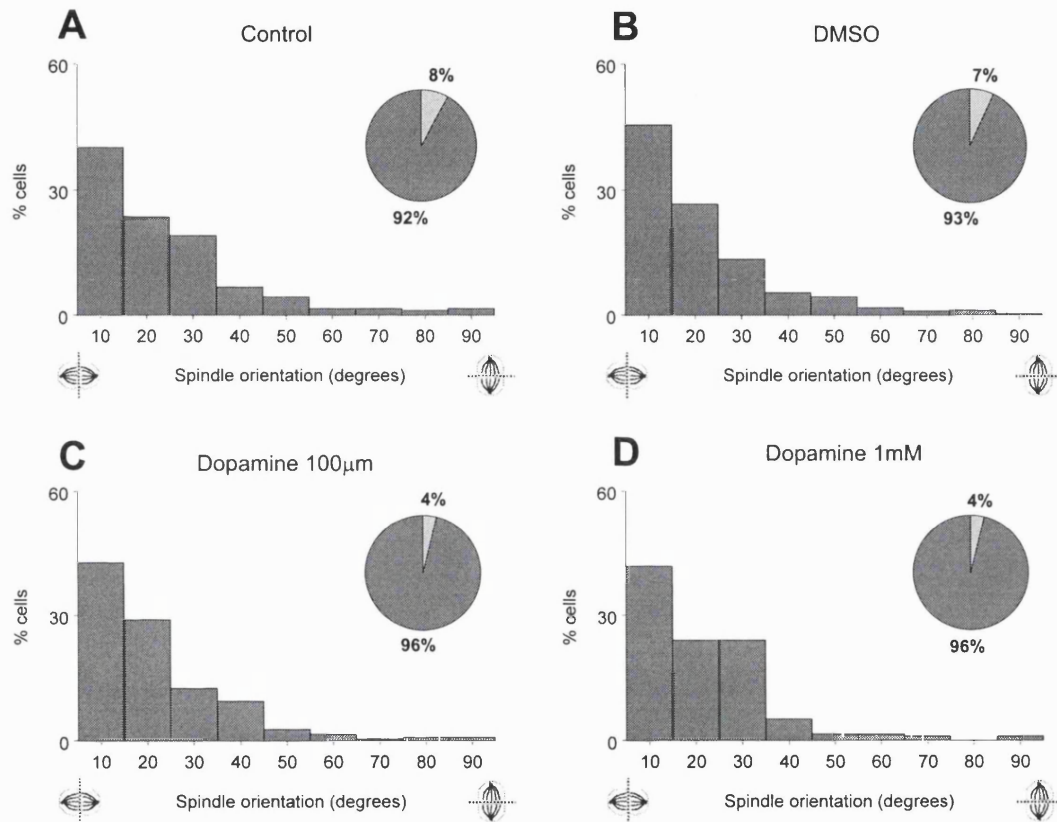 A
Control
60
30
0
% cells
8%
92%
10 20 30 40 50 60 70 80 90
Spindle orientation (degrees)
B
DMSO
60
30
0
% cells
7%
93%
10 20 30 40 50 60 70 80 90
Spindle orientation (degrees)
C
Dopamine 100μm
60
30
0
% cells
4%
96%
10 20 30 40 50 60 70 80 90
Spindle orientation (degrees)
D
Dopamine 1mM
60
30
0
% cells
4%
96%
10 20 30 40 50 60 70 80 90
Spindle orientation (degrees)